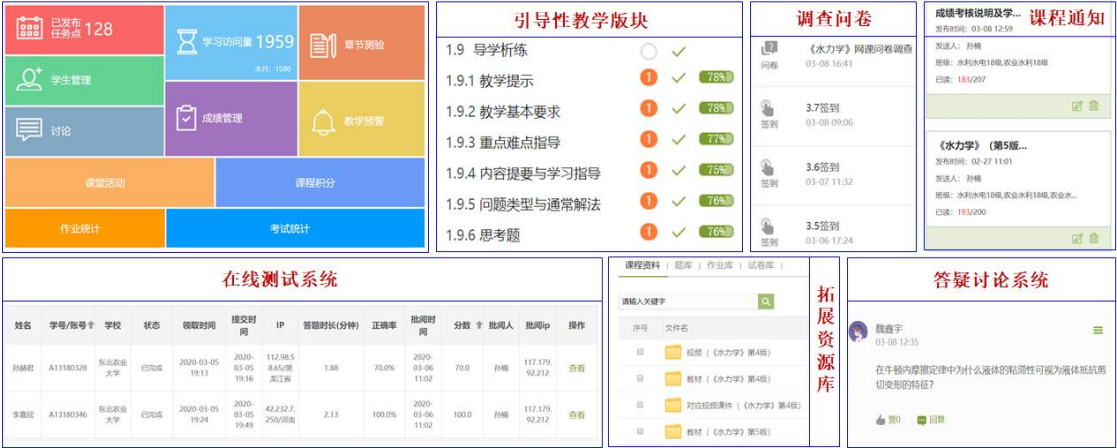 已发布
任务点 128
学习访问量 1959
本月：1580
章节测验
学生管理
讨论
成绩管理
教学预警
课堂活动
课程积分
作业统计
考试统计
引导性教学版块
1.9 导学析练
1.9.1 教学提示 1 78%
1.9.2 教学基本要求 1 78%
1.9.3 重点难点指导 1 77%
1.9.4 内容提要与学习指导 1 75%
1.9.5 问题类型与通常解法 1 76%
1.9.6 思考题 1 76%
调查问卷
《水力学》网课问卷调查
问卷 03-08 16:41
3.7签到
签到 03-08 09:06
3.6签到
签到 03-07 11:32
3.5签到
签到 03-06 17:24
课程通知
成绩考核说明及学...
发布时间：03-08 12:59
发送人：孙楠
班级：水利水电18级,农业水利18级
已读：183/207
《水力学》（第5版...
发布时间：02-27 11:01
发送人：孙楠
班级：水利水电18级,农业水利18级,农业水...
已读：193/200
在线测试系统
姓名 学号/账号 学校 状态 领取时间 提交时间 IP 答题时长(分钟) 正确率 批阅时间 分数 批阅人 批阅ip 操作
孙赫君 A13180328 东北农业大学 已完成 2020-03-05 19:13 2020-03-05 19:16 112.98.58.65/黑龙江省 1.88 70.0% 2020-03-06 11:02 70.0 孙楠 117.179.92.212 查看
李嘉欣 A13180346 东北农业大学 已完成 2020-03-05 19:24 2020-03-05 19:49 42.232.7.250/河南 2.13 100.0% 2020-03-06 11:02 100.0 孙楠 117.179.92.212 查看
课程资料 | 题库 | 作业库 | 试卷库 |
请输入关键字
序号 文件名
视频（《水力学》第4版）
教材（《水力学》第4版）
对应视频课件（《水力学》第4版）
教材（《水力学》第5版）
拓展资源库
答疑讨论系统
魏鑫宇
03-08 12:35
在牛顿内摩擦定律中为什么液体的粘滞性可视为液体抵抗剪
切变形的特征?
赞0 回复